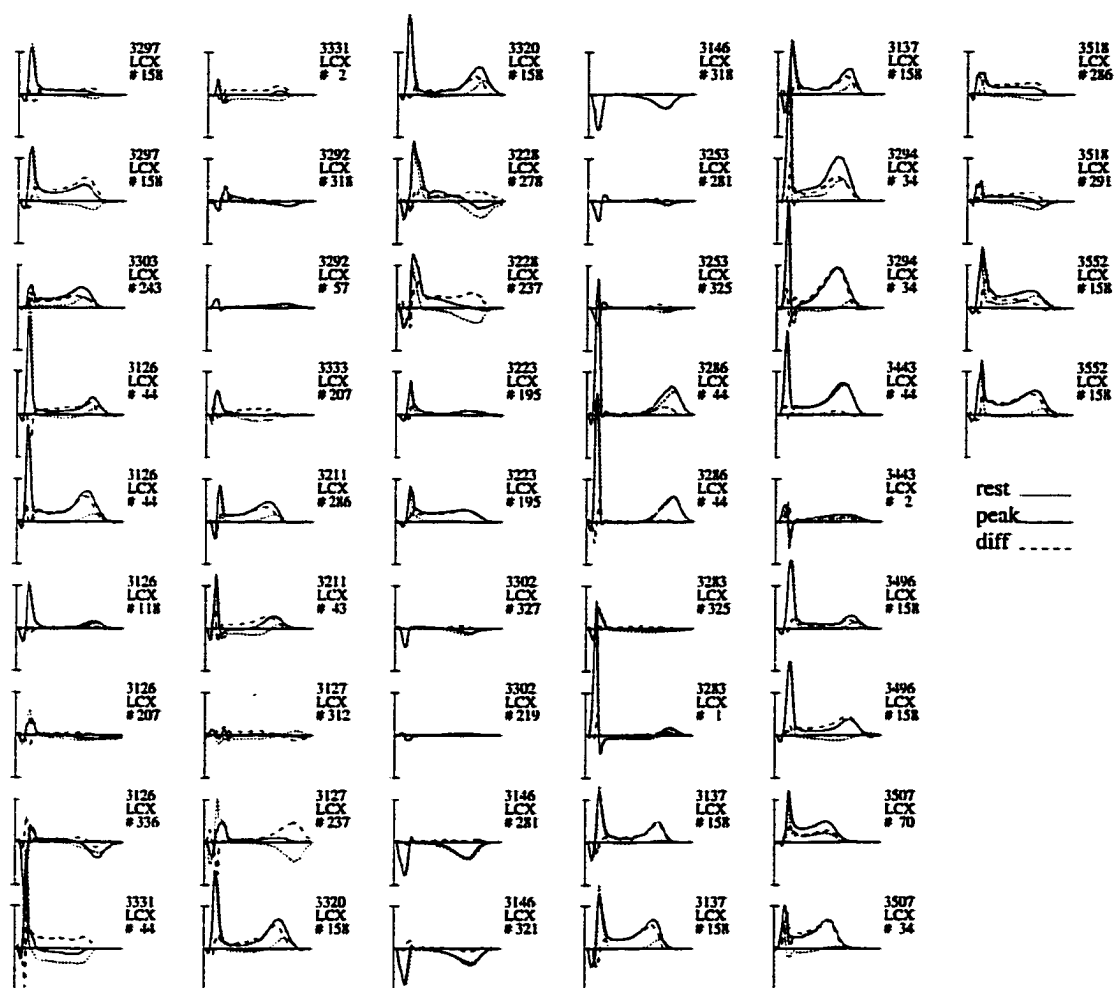 3297
LCX
# 158
3297
LCX
# 158
3303
LCX
# 243
3126
LCX
# 44
3126
LCX
# 44
3126
LCX
# 118
3126
LCX
# 207
3126
LCX
# 336
3331
LCX
# 44
3331
LCX
# 2
3292
LCX
# 318
3292
LCX
# 57
3333
LCX
# 207
3211
LCX
# 286
3211
LCX
# 43
3127
LCX
# 312
3127
LCX
# 237
3320
LCX
# 158
3320
LCX
# 158
3228
LCX
# 278
3228
LCX
# 237
3223
LCX
# 195
3223
LCX
# 195
3302
LCX
# 327
3302
LCX
# 219
3146
LCX
# 281
3146
LCX
# 321
3146
LCX
# 318
3253
LCX
# 281
3253
LCX
# 325
3286
LCX
# 44
3286
LCX
# 44
3283
LCX
# 325
3283
LCX
# 1
3137
LCX
# 158
3137
LCX
# 158
3137
LCX
# 158
3294
LCX
# 34
3294
LCX
# 34
3443
LCX
# 44
3443
LCX
# 2
3496
LCX
# 158
3496
LCX
# 158
3507
LCX
# 70
3507
LCX
# 34
3518
LCX
# 286
3518
LCX
# 291
3552
LCX
# 158
3552
LCX
# 158
rest
peak
diff